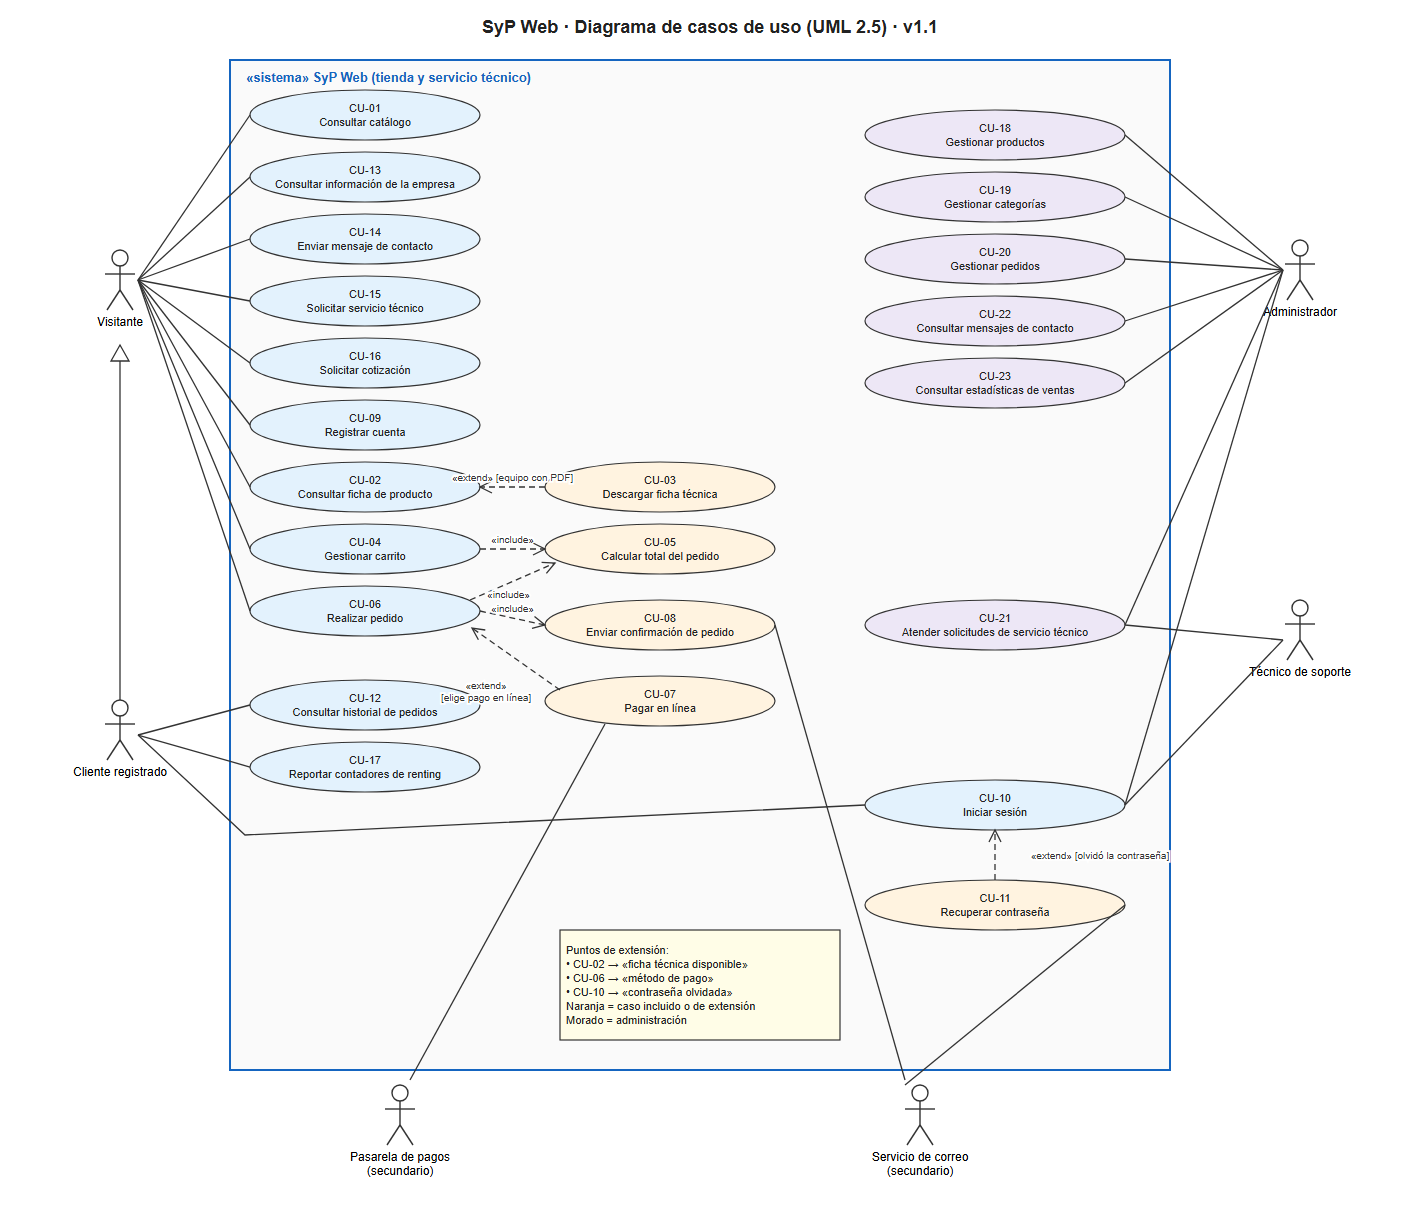 SyP Web · Diagrama de casos de uso (UML 2.5) · v1.1
«sistema» SyP Web (tienda y servicio técnico)
CU-01
Consultar catálogo
CU-13
Consultar información de la empresa
CU-14
Enviar mensaje de contacto
CU-15
Solicitar servicio técnico
CU-16
Solicitar cotización
CU-09
Registrar cuenta
CU-02
Consultar ficha de producto
«extend» [equipo con PDF]
CU-03
Descargar ficha técnica
CU-04
Gestionar carrito
«include»
CU-05
Calcular total del pedido
CU-06
Realizar pedido
«include»
«include»
CU-08
Enviar confirmación de pedido
«extend»
[elige pago en línea]
CU-07
Pagar en línea
CU-12
Consultar historial de pedidos
CU-17
Reportar contadores de renting
CU-18
Gestionar productos
CU-19
Gestionar categorías
CU-20
Gestionar pedidos
CU-22
Consultar mensajes de contacto
CU-23
Consultar estadísticas de ventas
CU-21
Atender solicitudes de servicio técnico
CU-10
Iniciar sesión
«extend» [olvidó la contraseña]
CU-11
Recuperar contraseña
Visitante
Cliente registrado
Administrador
Técnico de soporte
Puntos de extensión:
• CU-02 → «ficha técnica disponible»
• CU-06 → «método de pago»
• CU-10 → «contraseña olvidada»
Naranja = caso incluido o de extensión
Morado = administración
Pasarela de pagos
(secundario)
Servicio de correo
(secundario)